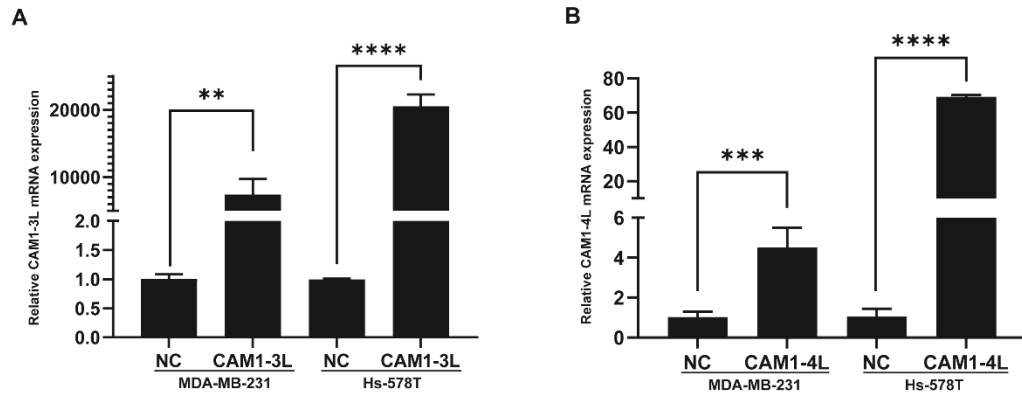 A
Relative CAM1-3L mRNA expression
20000
10000
2.0
1.5
1.0
0.5
0.0
**
****
NC CAM1-3L NC CAM1-3L
MDA-MB-231 Hs-578T
B
Relative CAM1-4L mRNA expression
80
60
40
20
6
4
2
0
***
****
NC CAM1-4L NC CAM1-4L
MDA-MB-231 Hs-578T